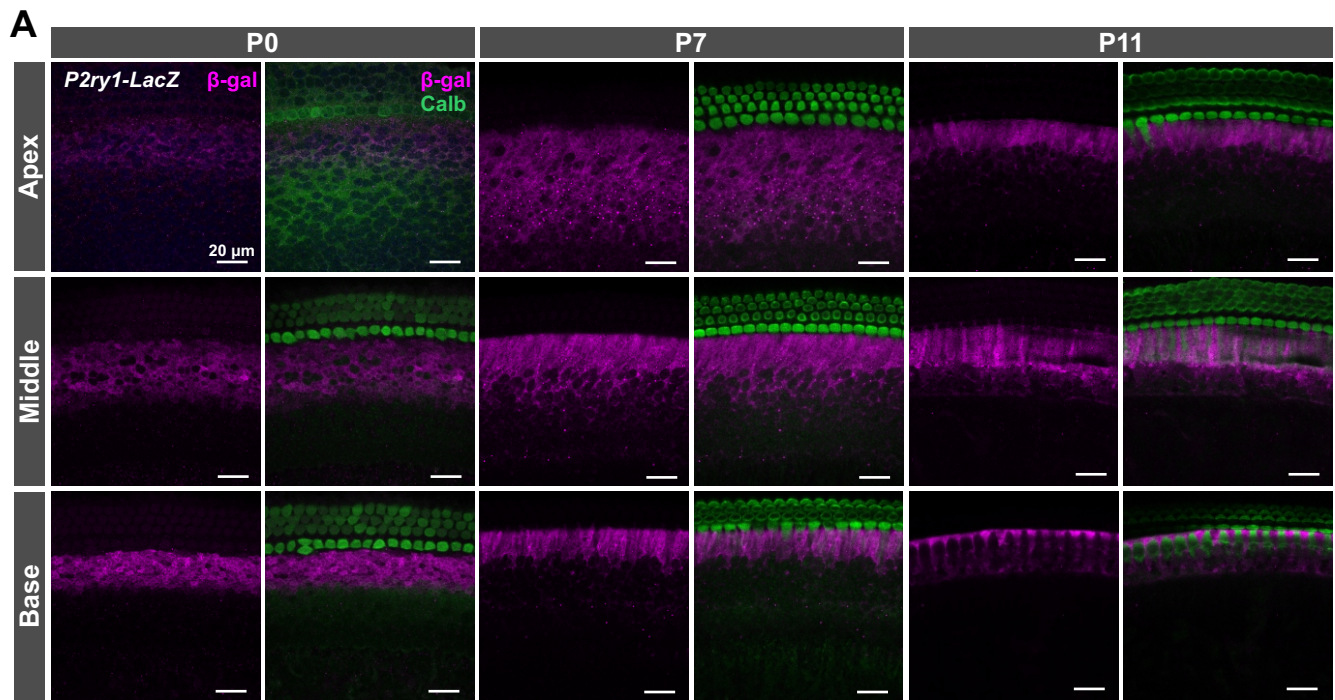 A
P0 P7 P11
P2ry1-LacZ β-gal β-gal
Calb
20 μm
Apex
Middle
Base